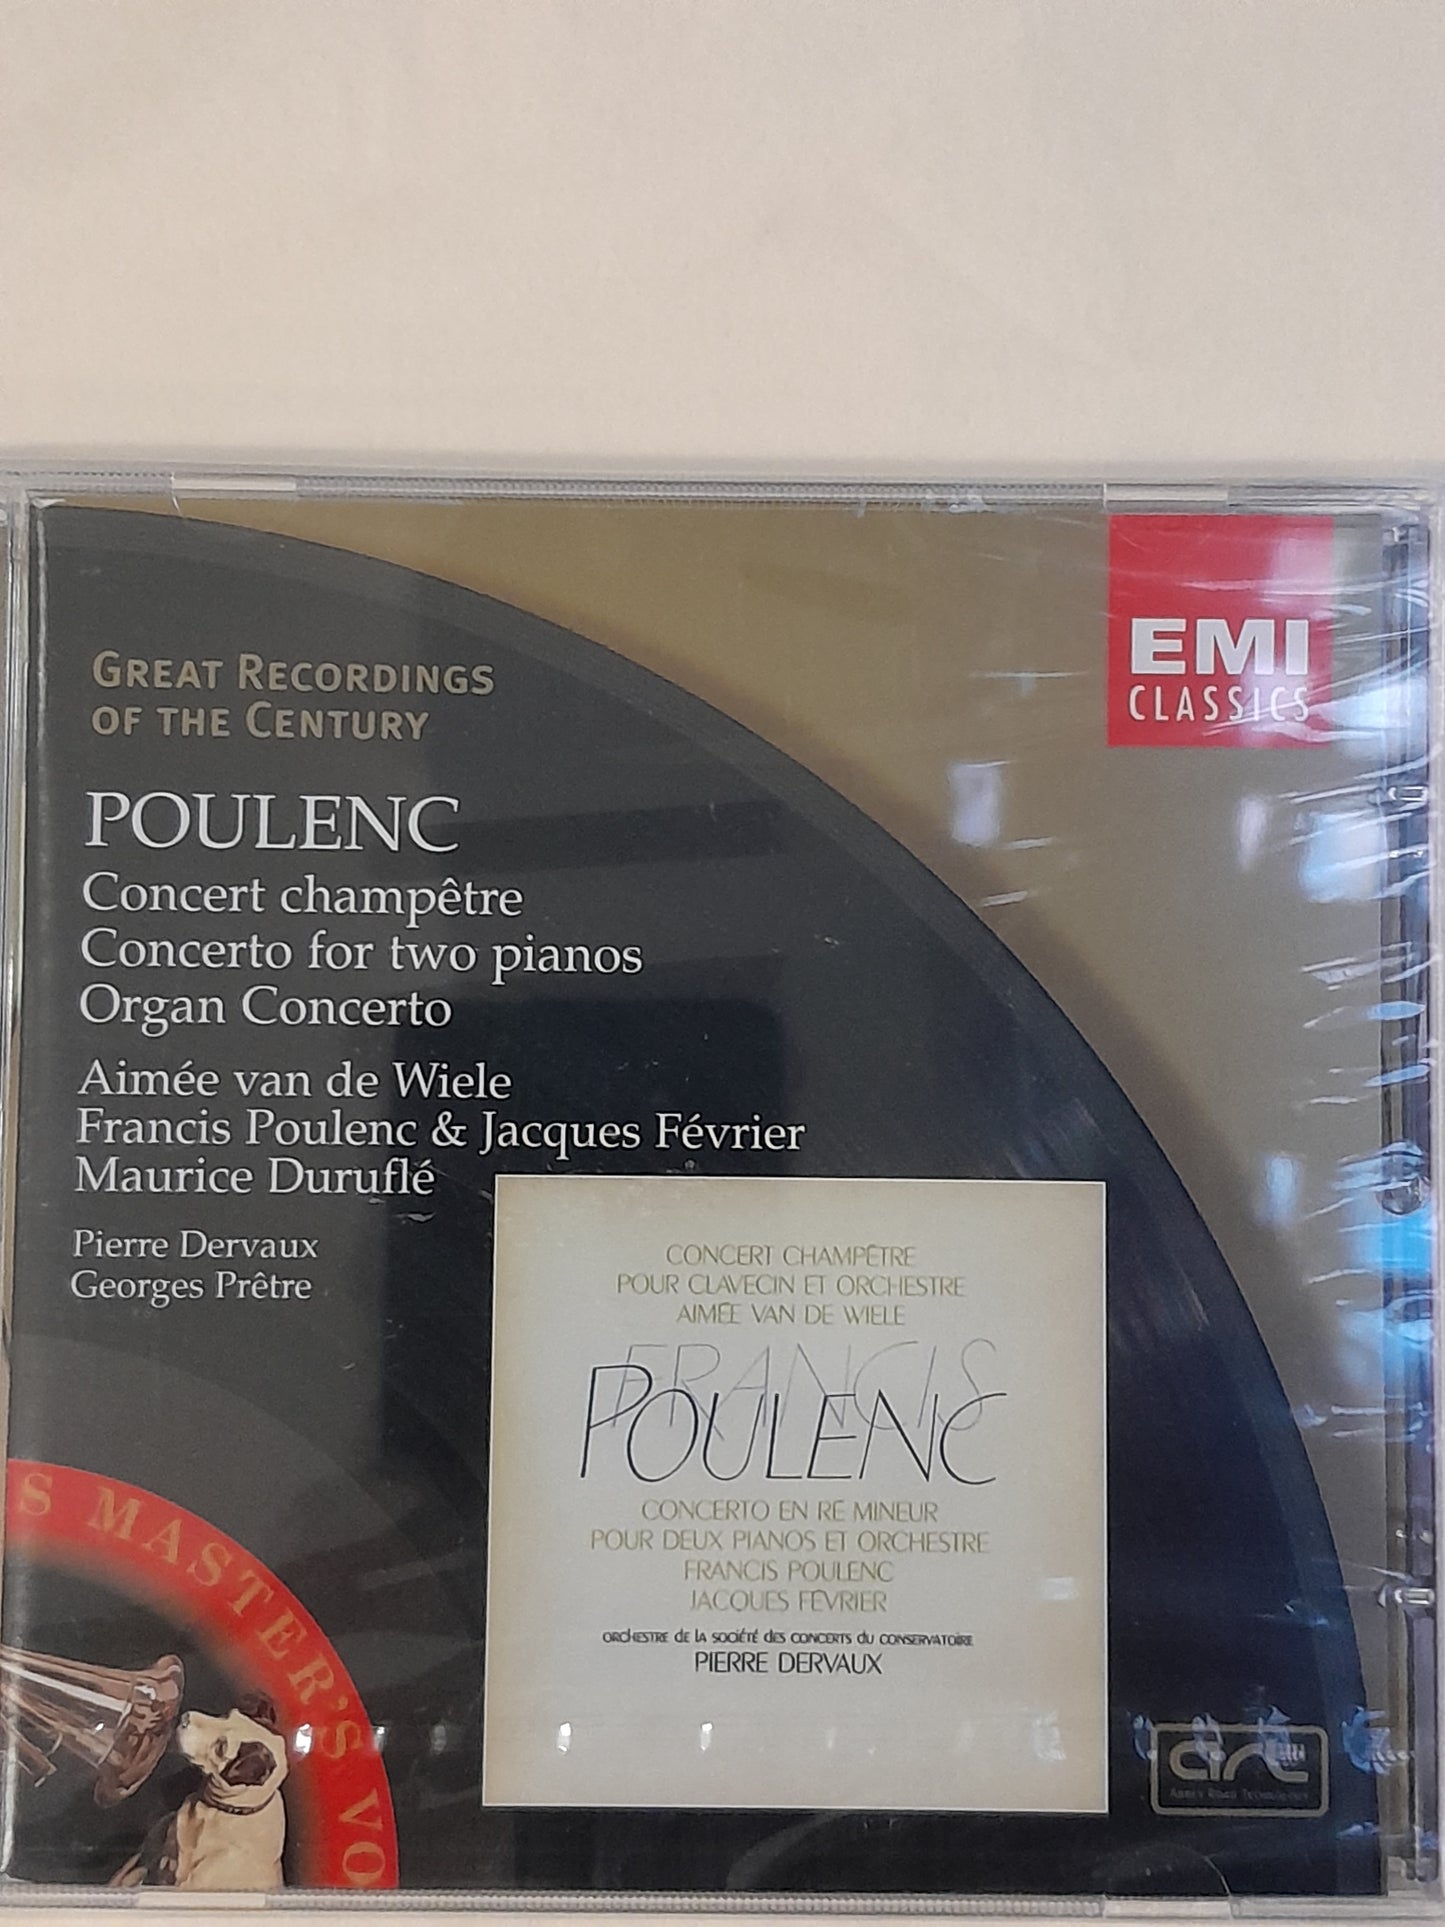 EMI
CLASSICS
GREAT RECORDINGS
OF THE CENTURY
POULENC
Concert champêtre
Concerto for two pianos
Organ Concerto
Aimée van de Wiele
Francis Poulenc & Jacques Février
Maurice Duruflé
Pierre Dervaux
Georges Prêtre
CONCERT CHAMPÊTRE
POUR CLAVECIN ET ORCHESTRE
AIMÉE VAN DE WIELE
FRANCIS
POULENC
CONCERTO EN RÉ MINEUR
POUR DEUX PIANOS ET ORCHESTRE
FRANCIS POULENC
JACQUES FÉVRIER
ORCHESTRE de LA SOCIÉTÉ des CONCERTS du CONSERVATOIRE
PIERRE DERVAUX
S MASTER'S VO
art
ABBEY ROAD TECHNOLOGY